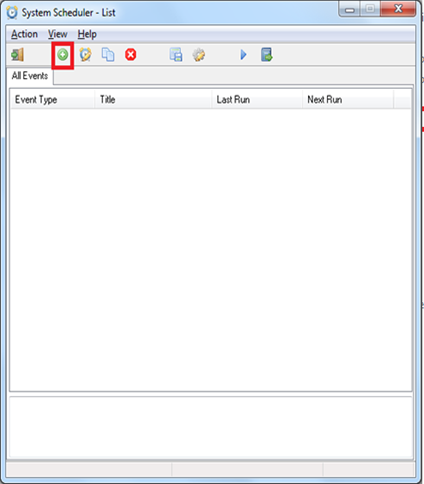 System Scheduler - List
Action View Help
All Events
Event Type Title Last Run Next Run